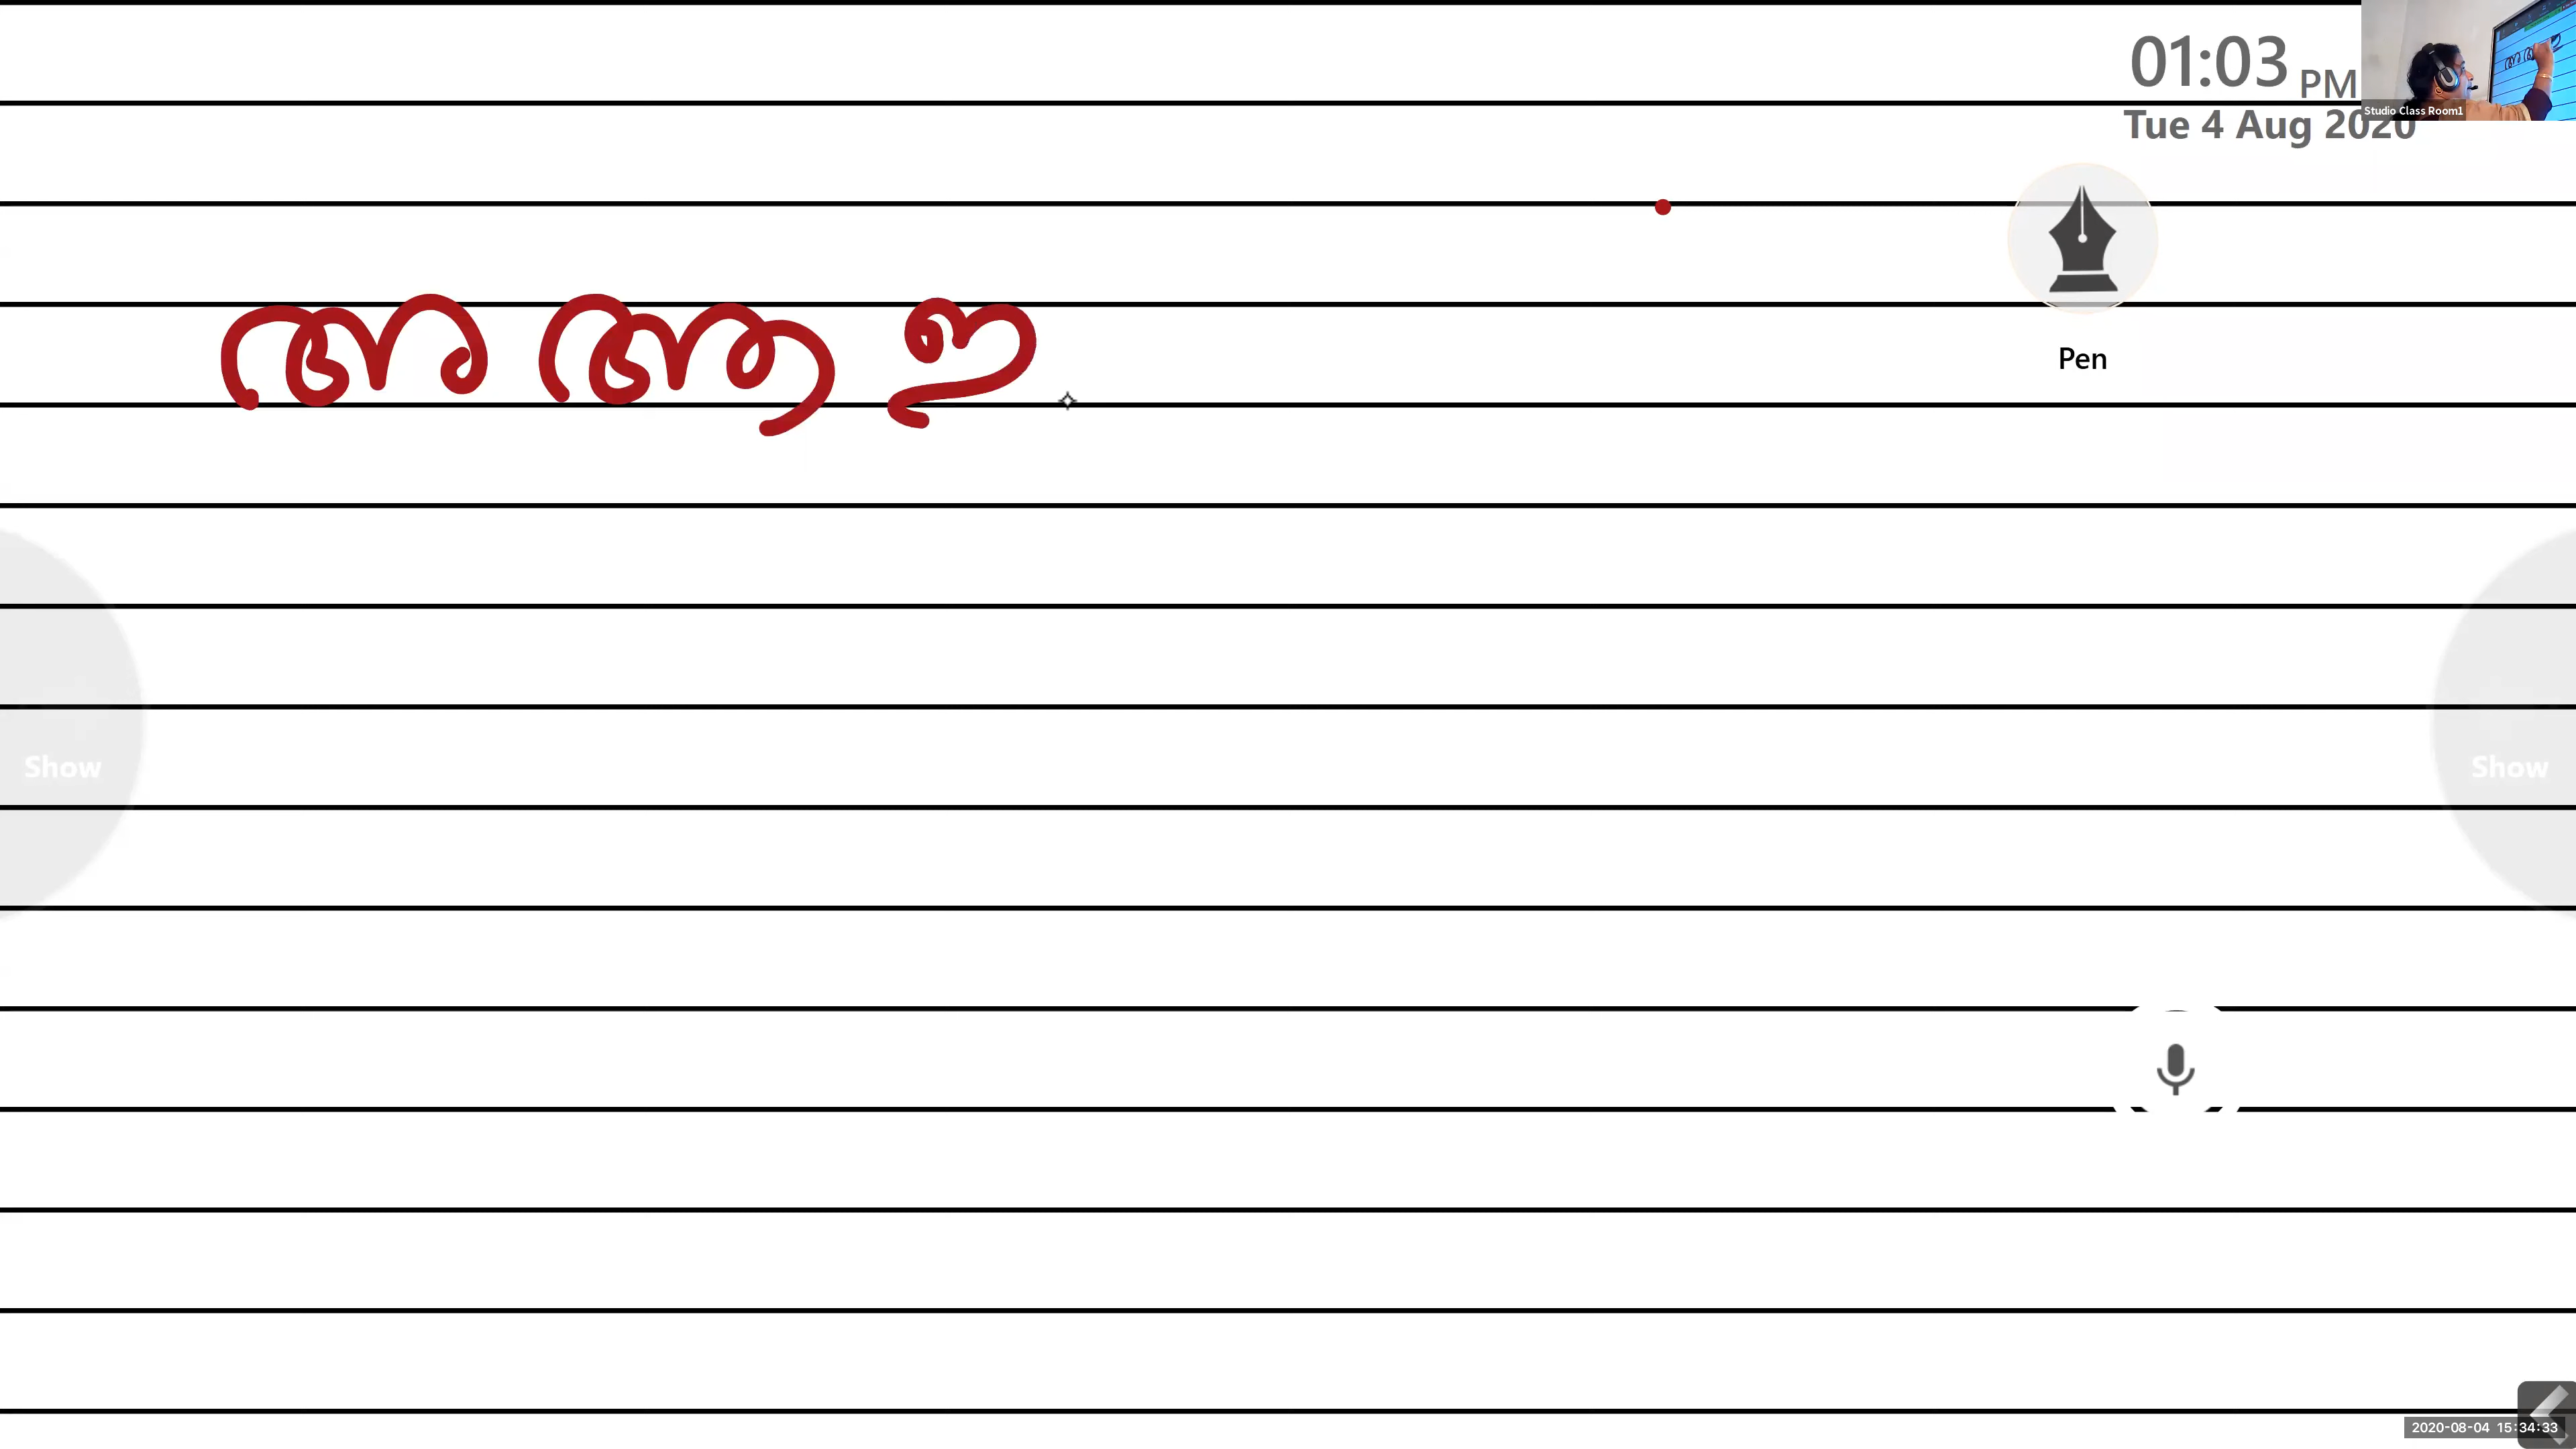 01:03 PM
Studio Class Room1
Tue 4 Aug 2020
അ ആ ഇ
Pen
Show Show
2020-08-04 15:34:33